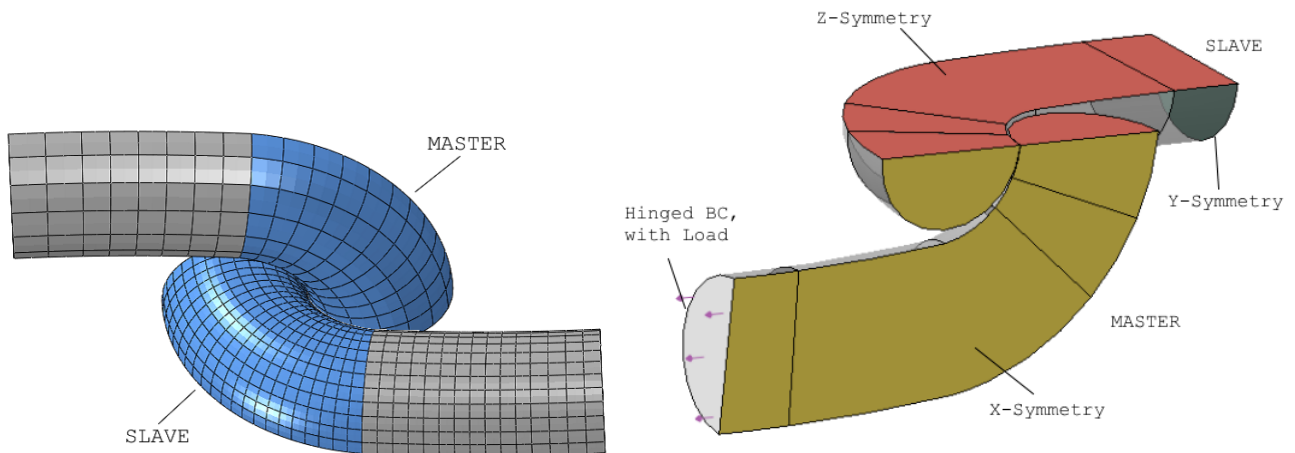 MASTER
SLAVE
Z-Symmetry
SLAVE
Hinged BC,
with Load
Y-Symmetry
MASTER
X-Symmetry